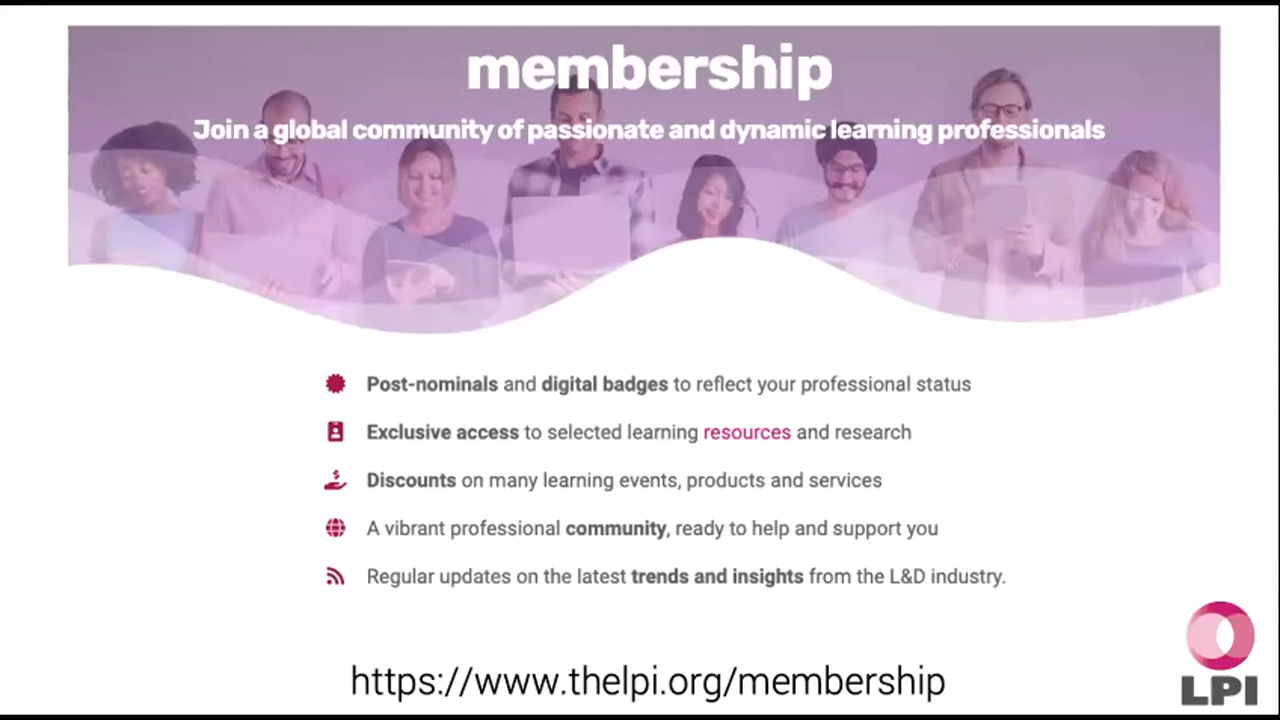 membership
Join a global community of passionate and dynamic learning professionals
Post-nominals and digital badges to reflect your professional status
Exclusive access to selected learning resources and research
Discounts on many learning events, products and services
A vibrant professional community, ready to help and support you
Regular updates on the latest trends and insights from the L&D industry.
https://www.thelpi.org/membership
LPI